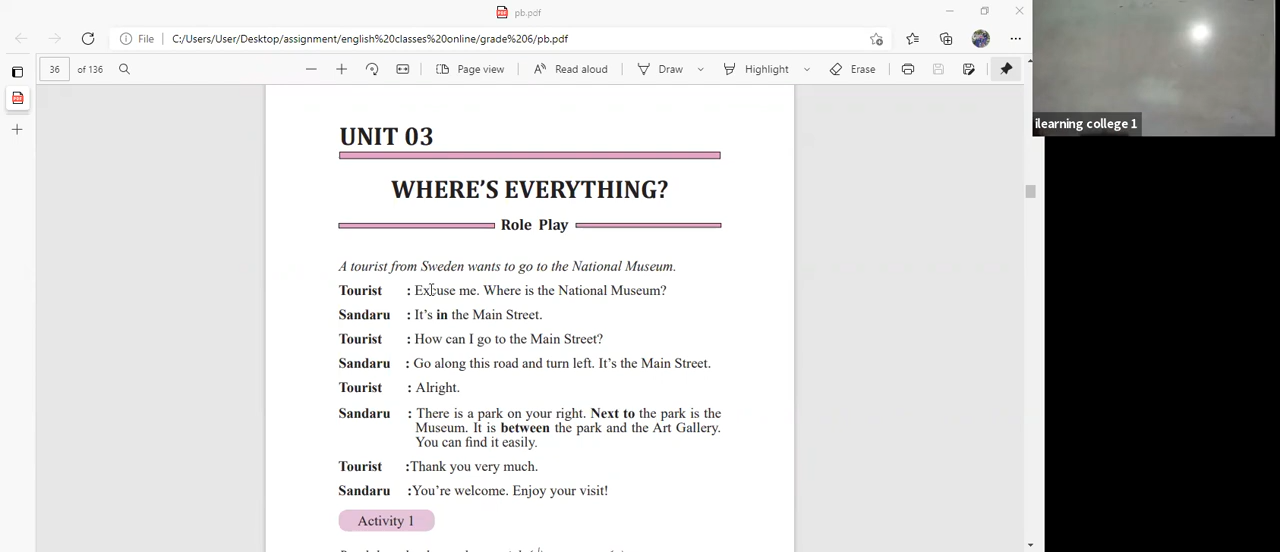 pb.pdf
File C:/Users/User/Desktop/assignment/english%20classes%20online/grade%206/pb.pdf
36 of 136 Page view Read aloud Draw Highlight Erase
ilearning college 1
UNIT 03
WHERE'S EVERYTHING?
Role Play
A tourist from Sweden wants to go to the National Museum.
Tourist : Excuse me. Where is the National Museum?
Sandaru : It's in the Main Street.
Tourist : How can I go to the Main Street?
Sandaru : Go along this road and turn left. It's the Main Street.
Tourist : Alright.
Sandaru : There is a park on your right. Next to the park is the
Museum. It is between the park and the Art Gallery.
You can find it easily.
Tourist :Thank you very much.
Sandaru :You're welcome. Enjoy your visit!
Activity 1